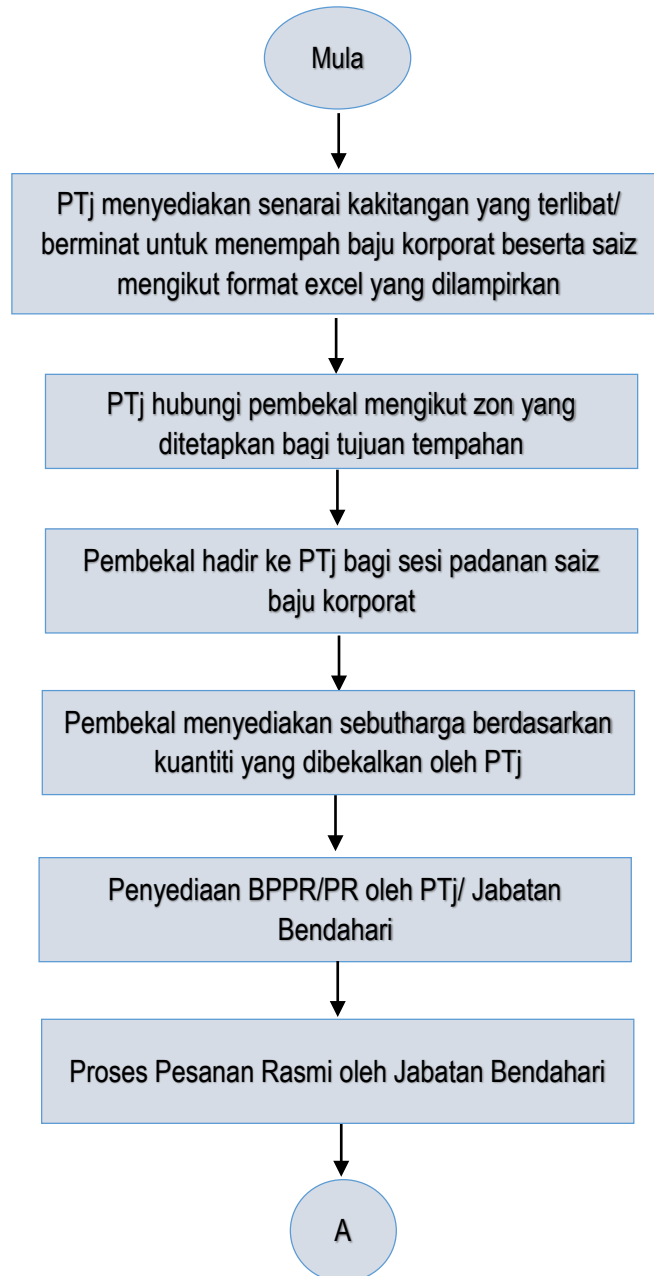 Mula
PTj menyediakan senarai kakitangan yang terlibat/
berminat untuk menempah baju korporat beserta saiz
mengikut format excel yang dilampirkan
PTj hubungi pembekal mengikut zon yang
ditetapkan bagi tujuan tempahan
Pembekal hadir ke PTj bagi sesi padanan saiz
baju korporat
Pembekal menyediakan sebutharga berdasarkan
kuantiti yang dibekalkan oleh PTj
Penyediaan BPPR/PR oleh PTj/ Jabatan
Bendahari
Proses Pesanan Rasmi oleh Jabatan Bendahari
A